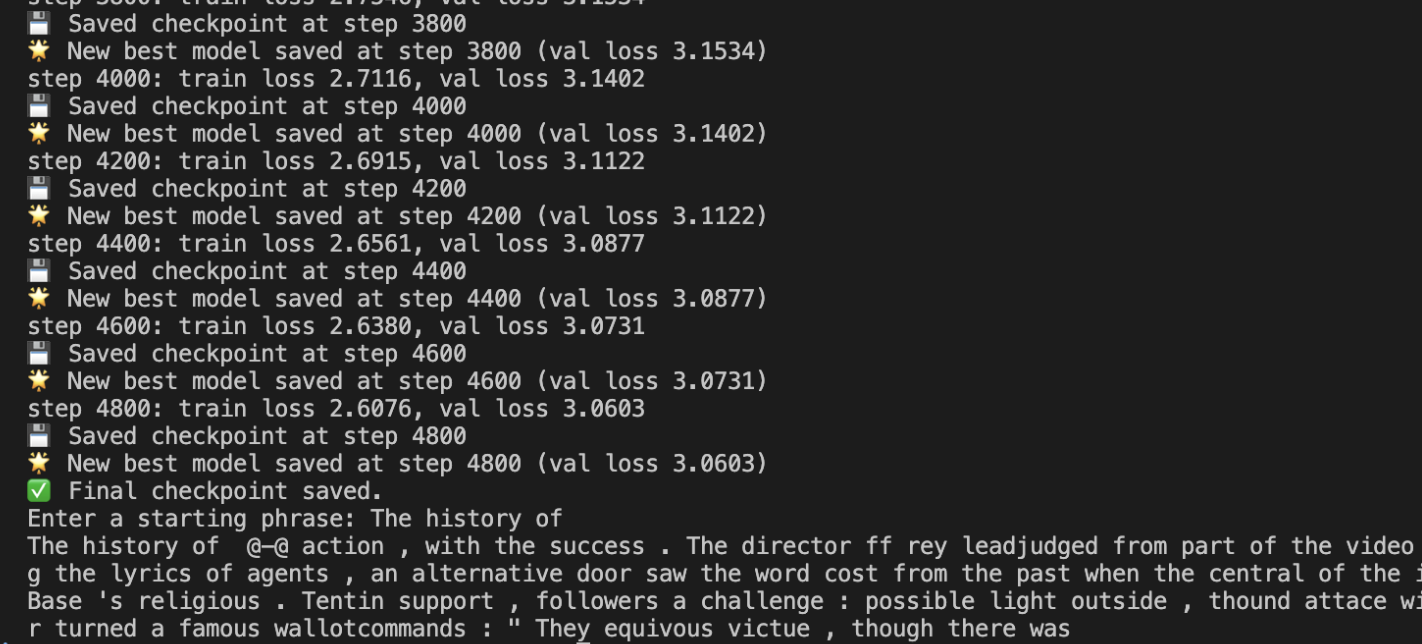 step 3800: train loss 2.7340, val loss 3.1534
💾 Saved checkpoint at step 3800
🌟 New best model saved at step 3800 (val loss 3.1534)
step 4000: train loss 2.7116, val loss 3.1402
💾 Saved checkpoint at step 4000
🌟 New best model saved at step 4000 (val loss 3.1402)
step 4200: train loss 2.6915, val loss 3.1122
💾 Saved checkpoint at step 4200
🌟 New best model saved at step 4200 (val loss 3.1122)
step 4400: train loss 2.6561, val loss 3.0877
💾 Saved checkpoint at step 4400
🌟 New best model saved at step 4400 (val loss 3.0877)
step 4600: train loss 2.6380, val loss 3.0731
💾 Saved checkpoint at step 4600
🌟 New best model saved at step 4600 (val loss 3.0731)
step 4800: train loss 2.6076, val loss 3.0603
💾 Saved checkpoint at step 4800
🌟 New best model saved at step 4800 (val loss 3.0603)
✅ Final checkpoint saved.
Enter a starting phrase: The history of
The history of  @-@ action , with the success . The director ff rey leadjudged from part of the video
g the lyrics of agents , an alternative door saw the word cost from the past when the central of the
Base 's religious . Tentin support , followers a challenge : possible light outside , thound attace wi
r turned a famous wallotcommands : " They equivous victue , though there was